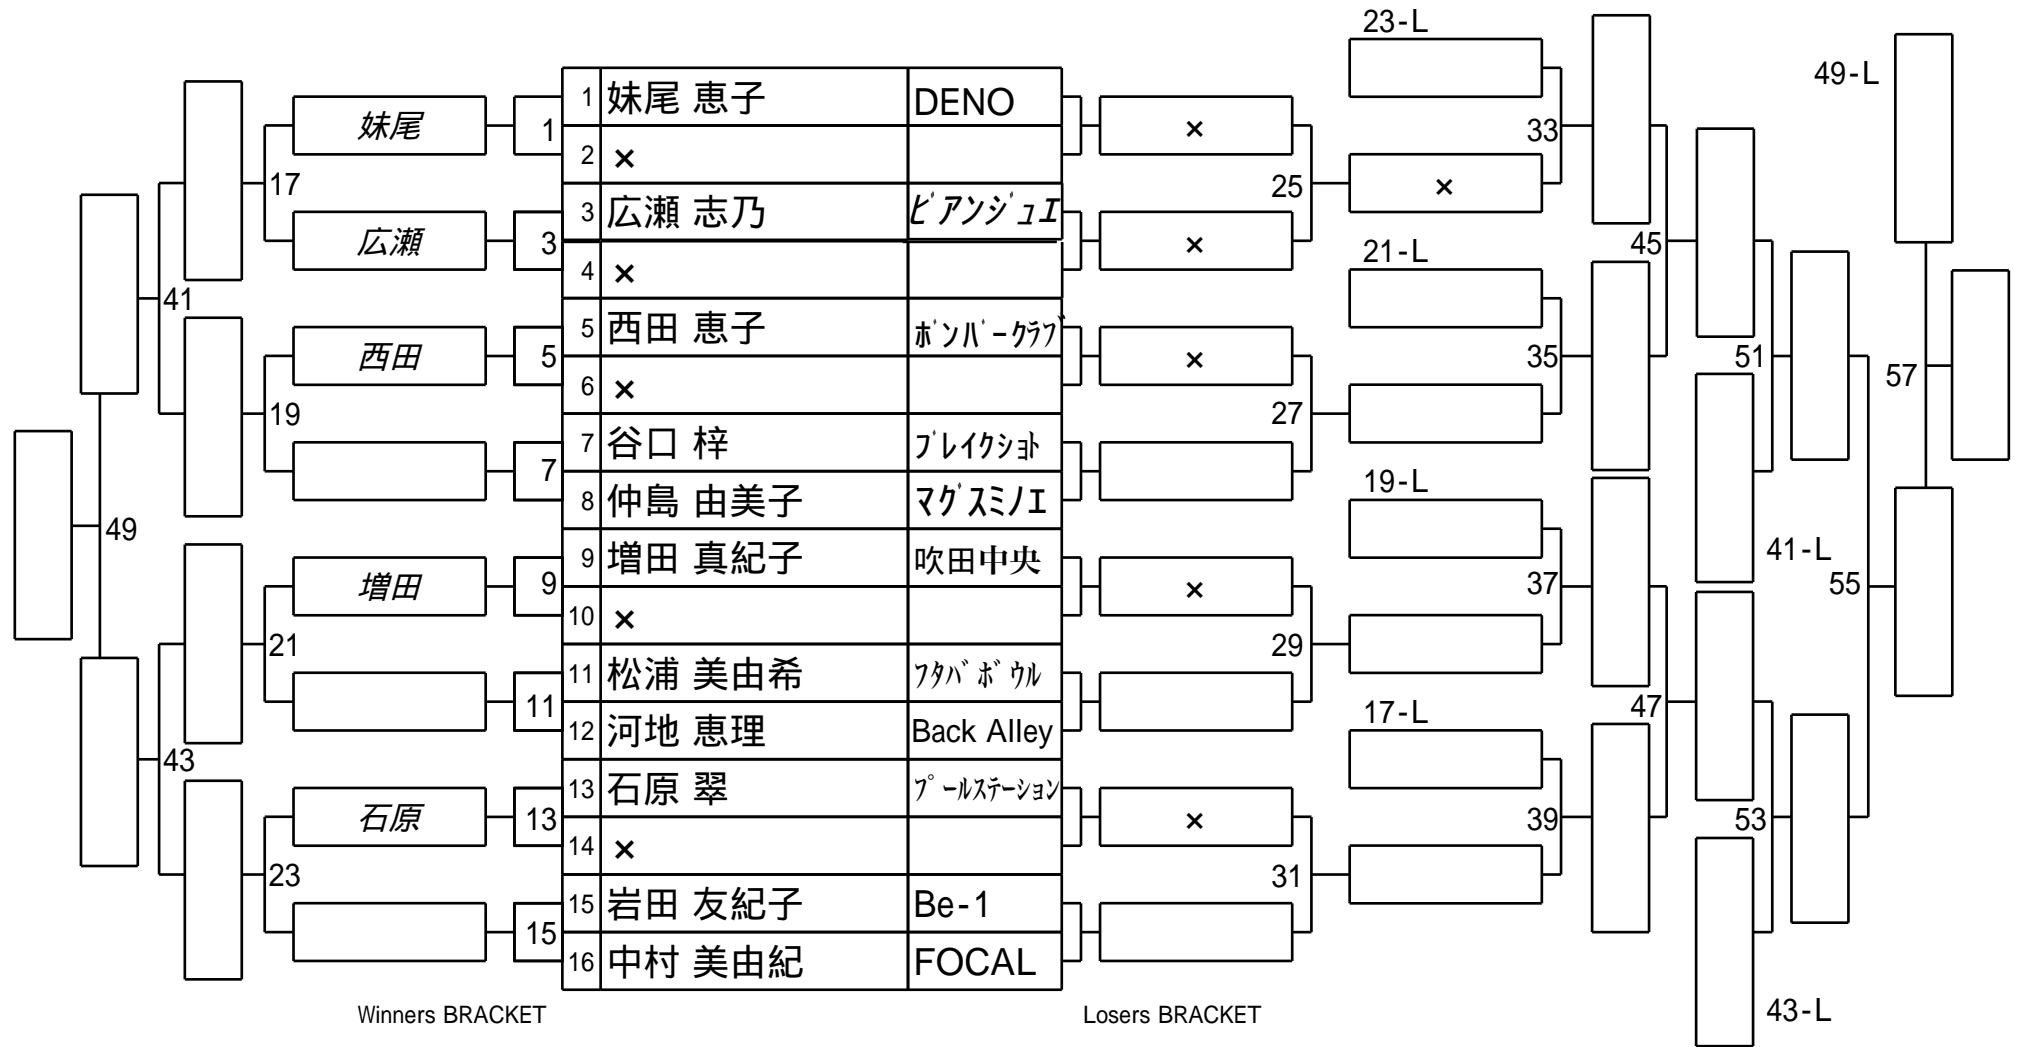 23-L
49-L
1 妹尾 恵子 DENO
妹尾 1 × 33
2 ×
17 25 ×
3 広瀬 志乃 ビアンジュエ
広瀬 3 × 45
21-L
4 ×
41
5 西田 恵子 ボンバークラブ
西田 5 × 35 51
6 × 57
19 27
7 谷口 梓 ブレイクショト
7
19-L
8 仲島 由美子 マグスミノエ
49
9 増田 真紀子 吹田中央 41-L
増田 9 × 37 55
10 ×
21 29
11 松浦 美由希 フタバボウル
11 17-L 47
12 河地 恵理 Back Alley
43
13 石原 翠 プールステーション
石原 13 × 39 53
14 ×
23 31
15 岩田 友紀子 Be-1
15
16 中村 美由紀 FOCAL
Winners BRACKET Losers BRACKET 43-L